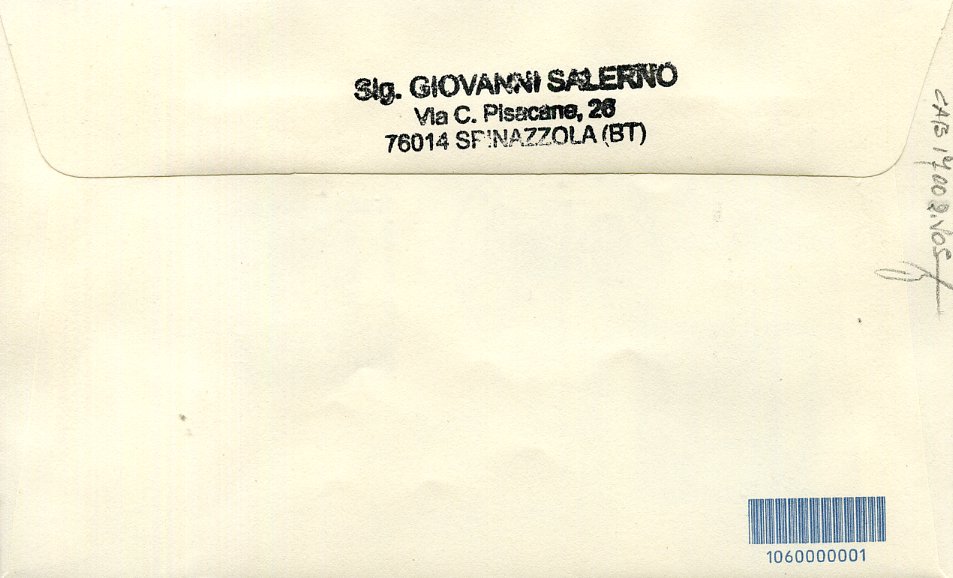 Sig. GIOVANNI SALERNO
Via C. Pisacane, 26
76014 SPINAZZOLA (BT)
1060000001